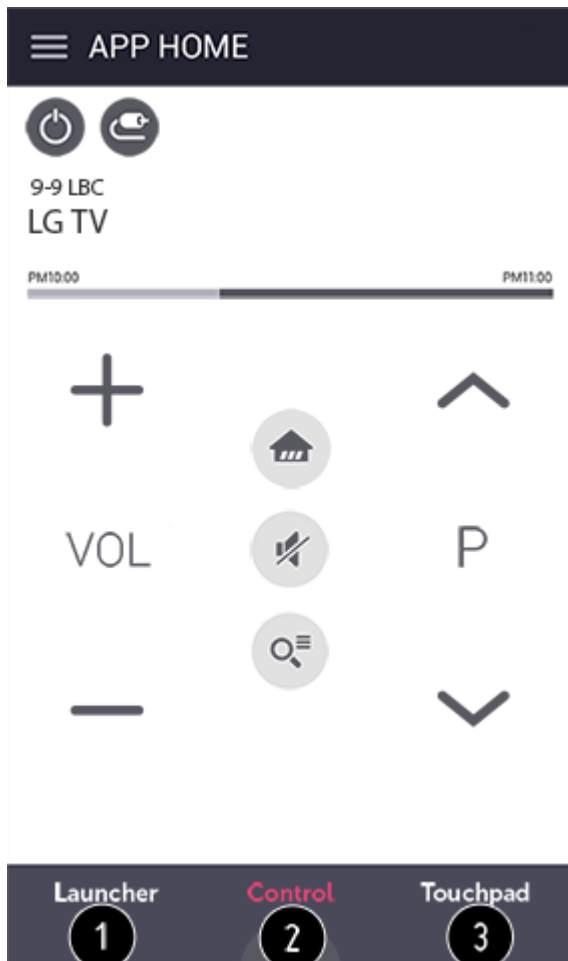 APP HOME
9-9 LBC
LG TV
PM10:00 PM11:00
VOL P
Launcher Control Touchpad
1 2 3